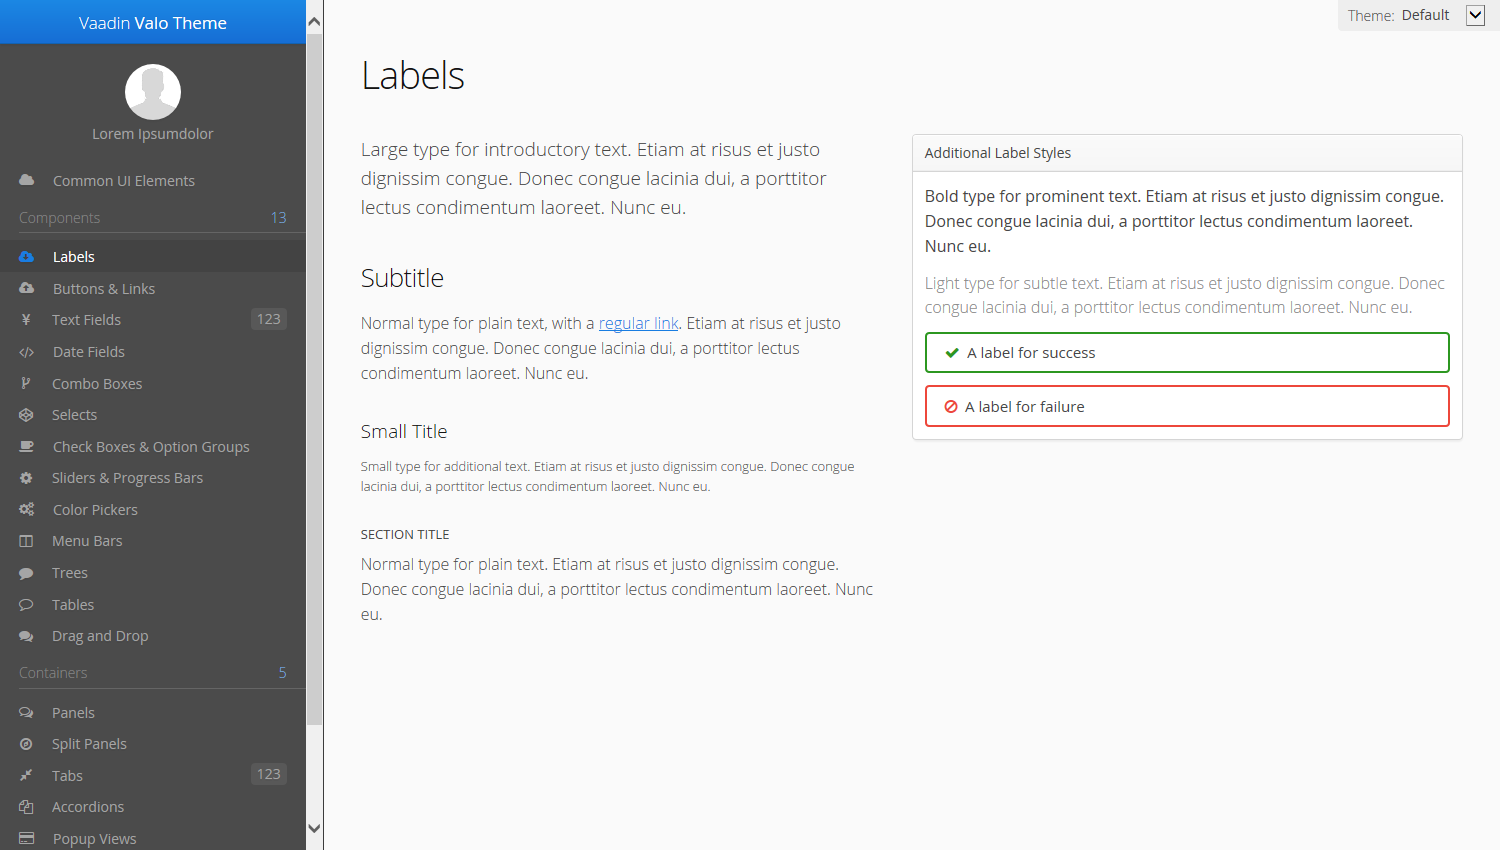 Vaadin Valo Theme
Lorem Ipsumdolor
Common UI Elements
Components 13
Labels
Buttons & Links
Text Fields 123
Date Fields
Combo Boxes
Selects
Check Boxes & Option Groups
Sliders & Progress Bars
Color Pickers
Menu Bars
Trees
Tables
Drag and Drop
Containers 5
Panels
Split Panels
Tabs 123
Accordions
Popup Views
Theme: Default
Labels
Large type for introductory text. Etiam at risus et justo
dignissim congue. Donec congue lacinia dui, a porttitor
lectus condimentum laoreet. Nunc eu.
Subtitle
Normal type for plain text, with a regular link. Etiam at risus et justo
dignissim congue. Donec congue lacinia dui, a porttitor lectus
condimentum laoreet. Nunc eu.
Small Title
Small type for additional text. Etiam at risus et justo dignissim congue. Donec congue
lacinia dui, a porttitor lectus condimentum laoreet. Nunc eu.
SECTION TITLE
Normal type for plain text. Etiam at risus et justo dignissim congue.
Donec congue lacinia dui, a porttitor lectus condimentum laoreet. Nunc
eu.
Additional Label Styles
Bold type for prominent text. Etiam at risus et justo dignissim congue.
Donec congue lacinia dui, a porttitor lectus condimentum laoreet.
Nunc eu.
Light type for subtle text. Etiam at risus et justo dignissim congue. Donec
congue lacinia dui, a porttitor lectus condimentum laoreet. Nunc eu.
A label for success
A label for failure